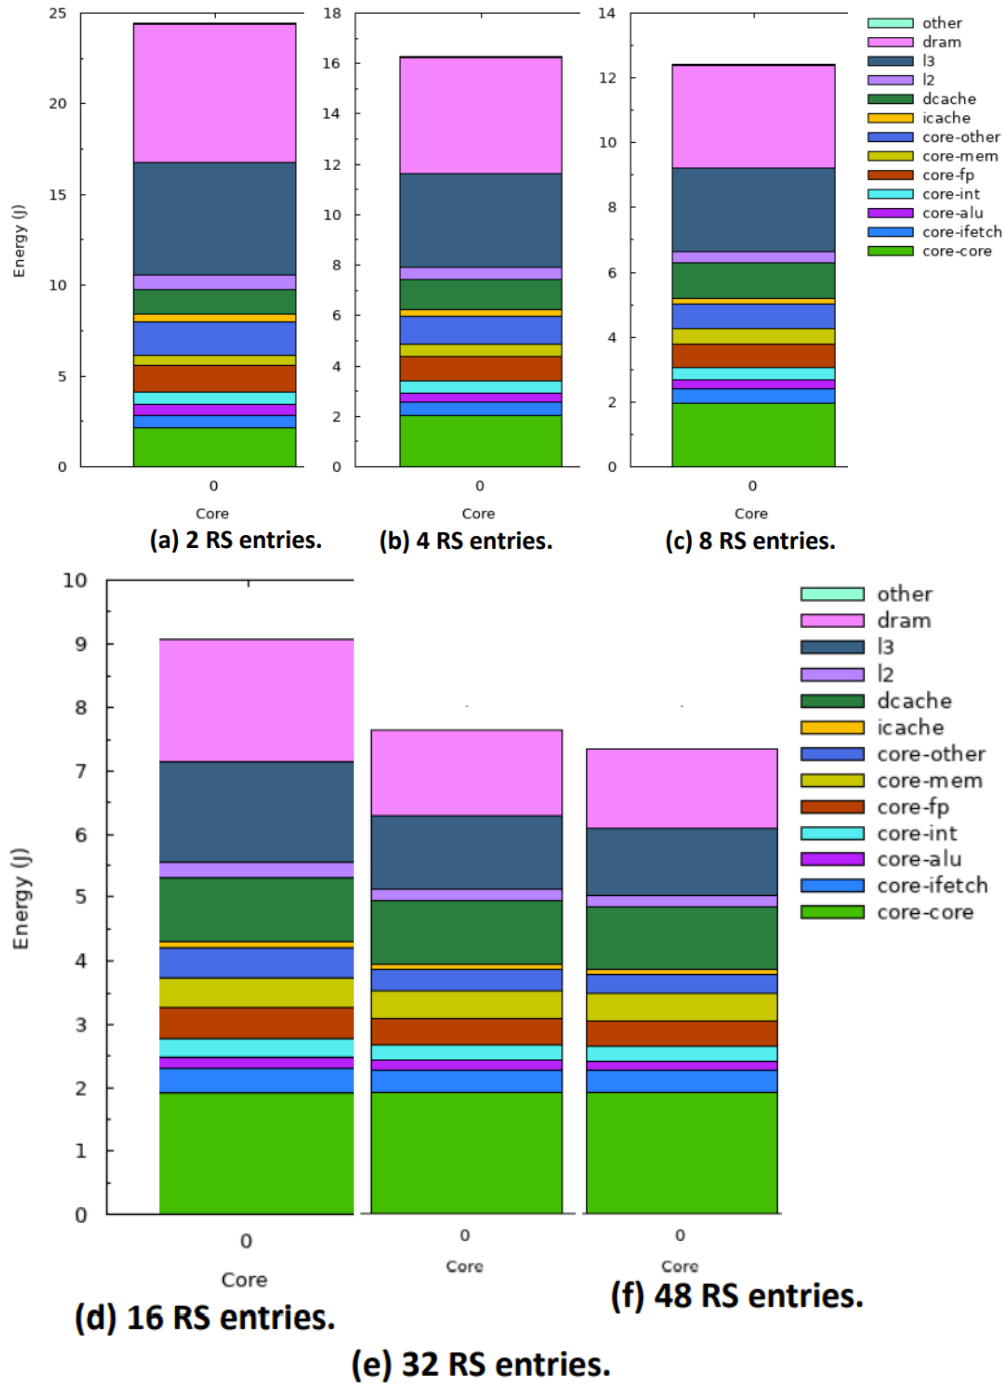 25
20
15
10
5
0
Energy (J)
0
Core
(a) 2 RS entries.
18
16
14
12
10
8
6
4
2
0
0
Core
(b) 4 RS entries.
14
12
10
8
6
4
2
0
0
Core
(c) 8 RS entries.
other
dram
l3
l2
dcache
icache
core-other
core-mem
core-fp
core-int
core-alu
core-ifetch
core-core
10
9
8
7
6
5
4
3
2
1
0
Energy (J)
0
Core
(d) 16 RS entries.
0
Core
(e) 32 RS entries.
0
Core
(f) 48 RS entries.
other
dram
l3
l2
dcache
icache
core-other
core-mem
core-fp
core-int
core-alu
core-ifetch
core-core